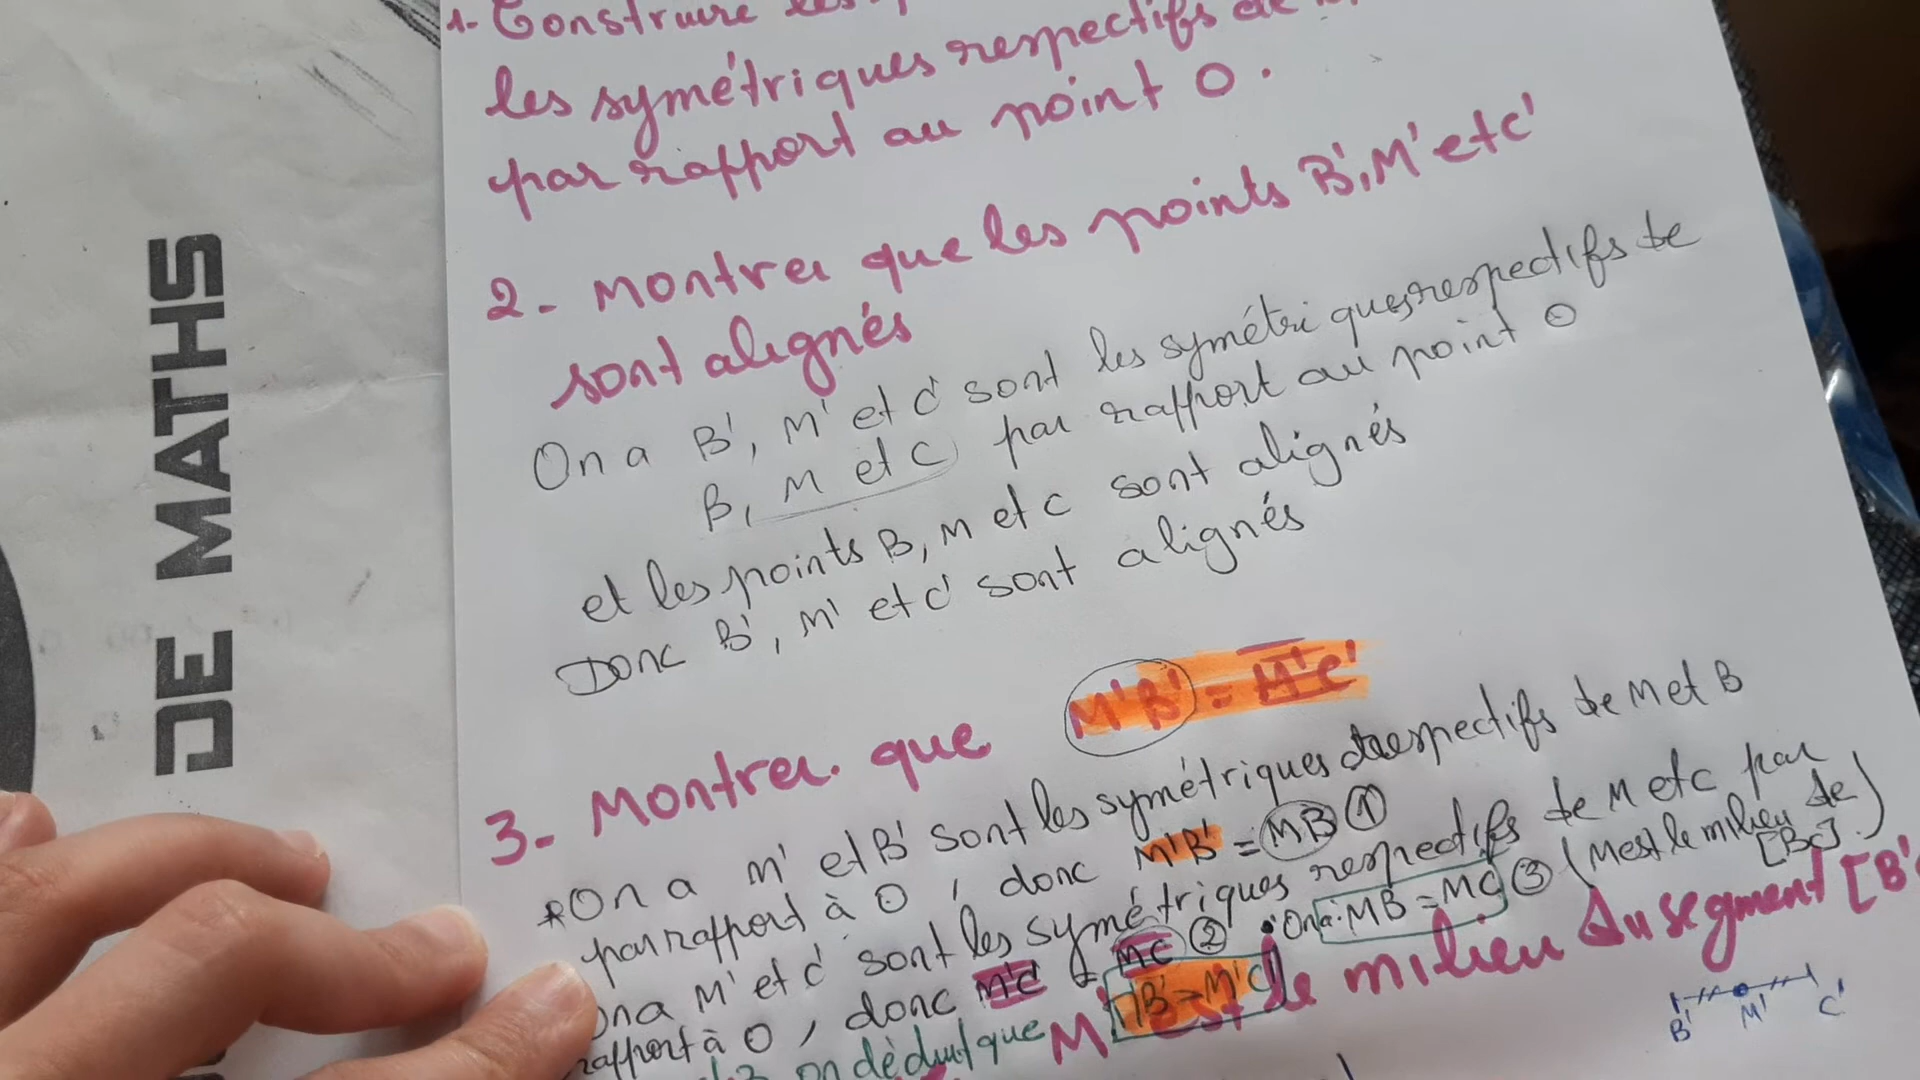 DE MATHS
1- Construire les
les symétriques respectifs de
par rapport au point O.
2- Montrer que les points B', M' et C'
sont alignés
On a B', M' et C' sont les symétriques respectifs de
B, M et C par rapport au point O
et les points B, M et C sont alignés
Donc B', M' et C' sont alignés
3- Montrer que M'B' = M'C'
*On a M' et B' sont les symétriques respectifs de M et B
par rapport à O, donc M'B' = MB ①
Ona M' et C' sont les symétriques respectifs de M et C par
rapport à O, donc M'C' = MC ② • Ona: MB = MC ③ (M est le milieu de [BC].)
on déduit que M'B' = M'C'
M' est le milieu du segment [B'
B' M' C'